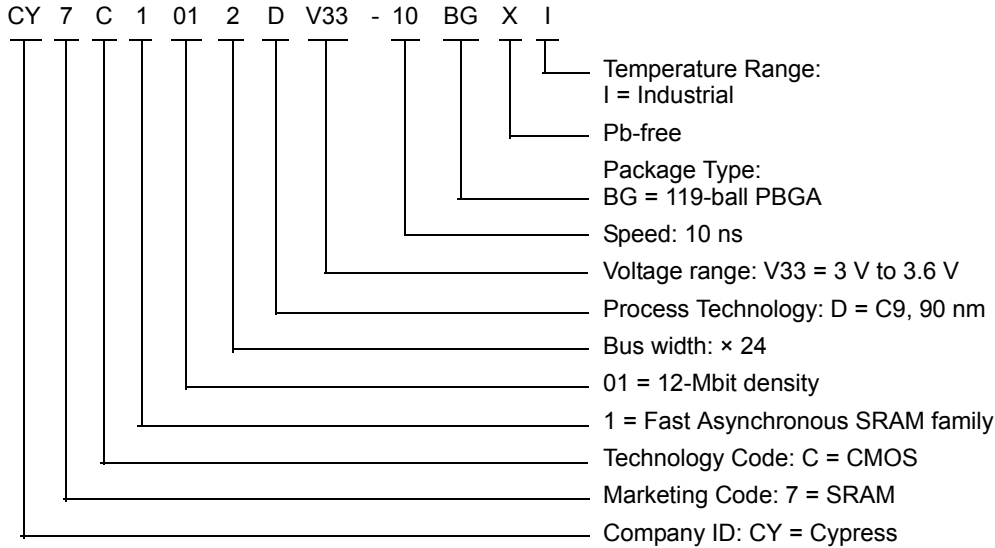 CY 7 C 1 01 2 D V33 - 10 BG X I
Temperature Range:
I = Industrial
Pb-free
Package Type:
BG = 119-ball PBGA
Speed: 10 ns
Voltage range: V33 = 3 V to 3.6 V
Process Technology: D = C9, 90 nm
Bus width: × 24
01 = 12-Mbit density
1 = Fast Asynchronous SRAM family
Technology Code: C = CMOS
Marketing Code: 7 = SRAM
Company ID: CY = Cypress